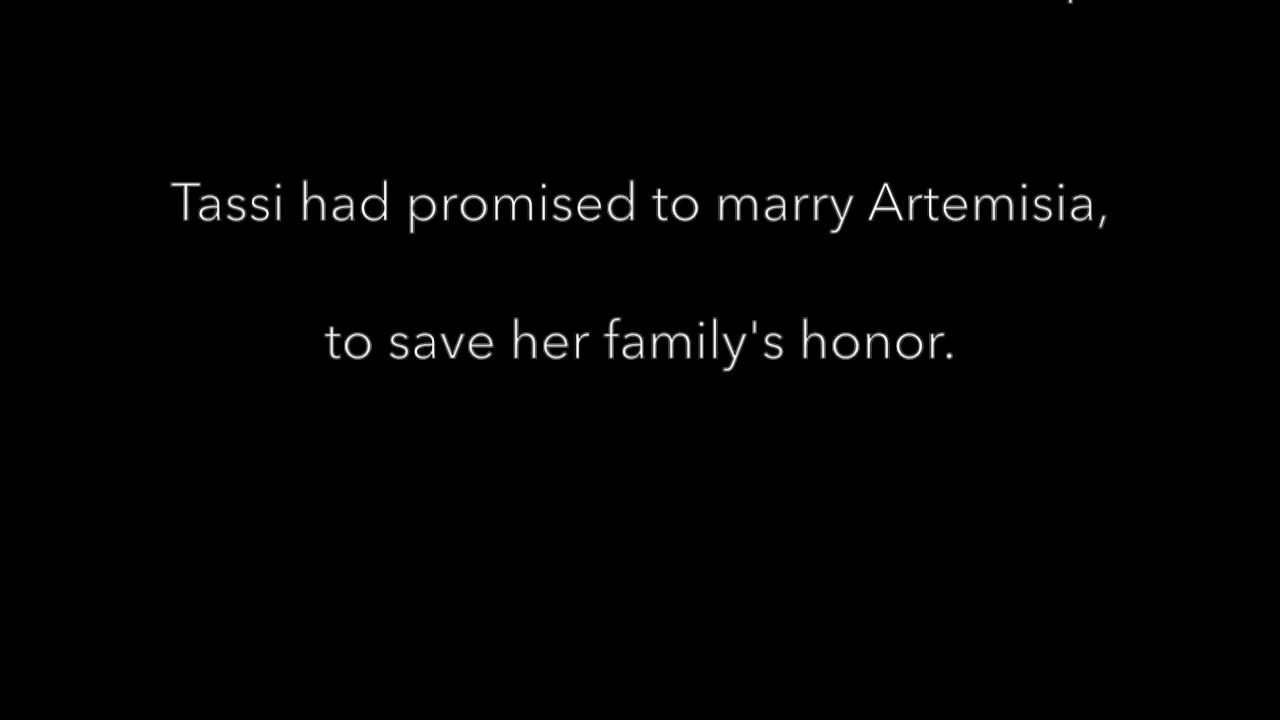 Tassi had promised to marry Artemisia,
to save her family's honor.